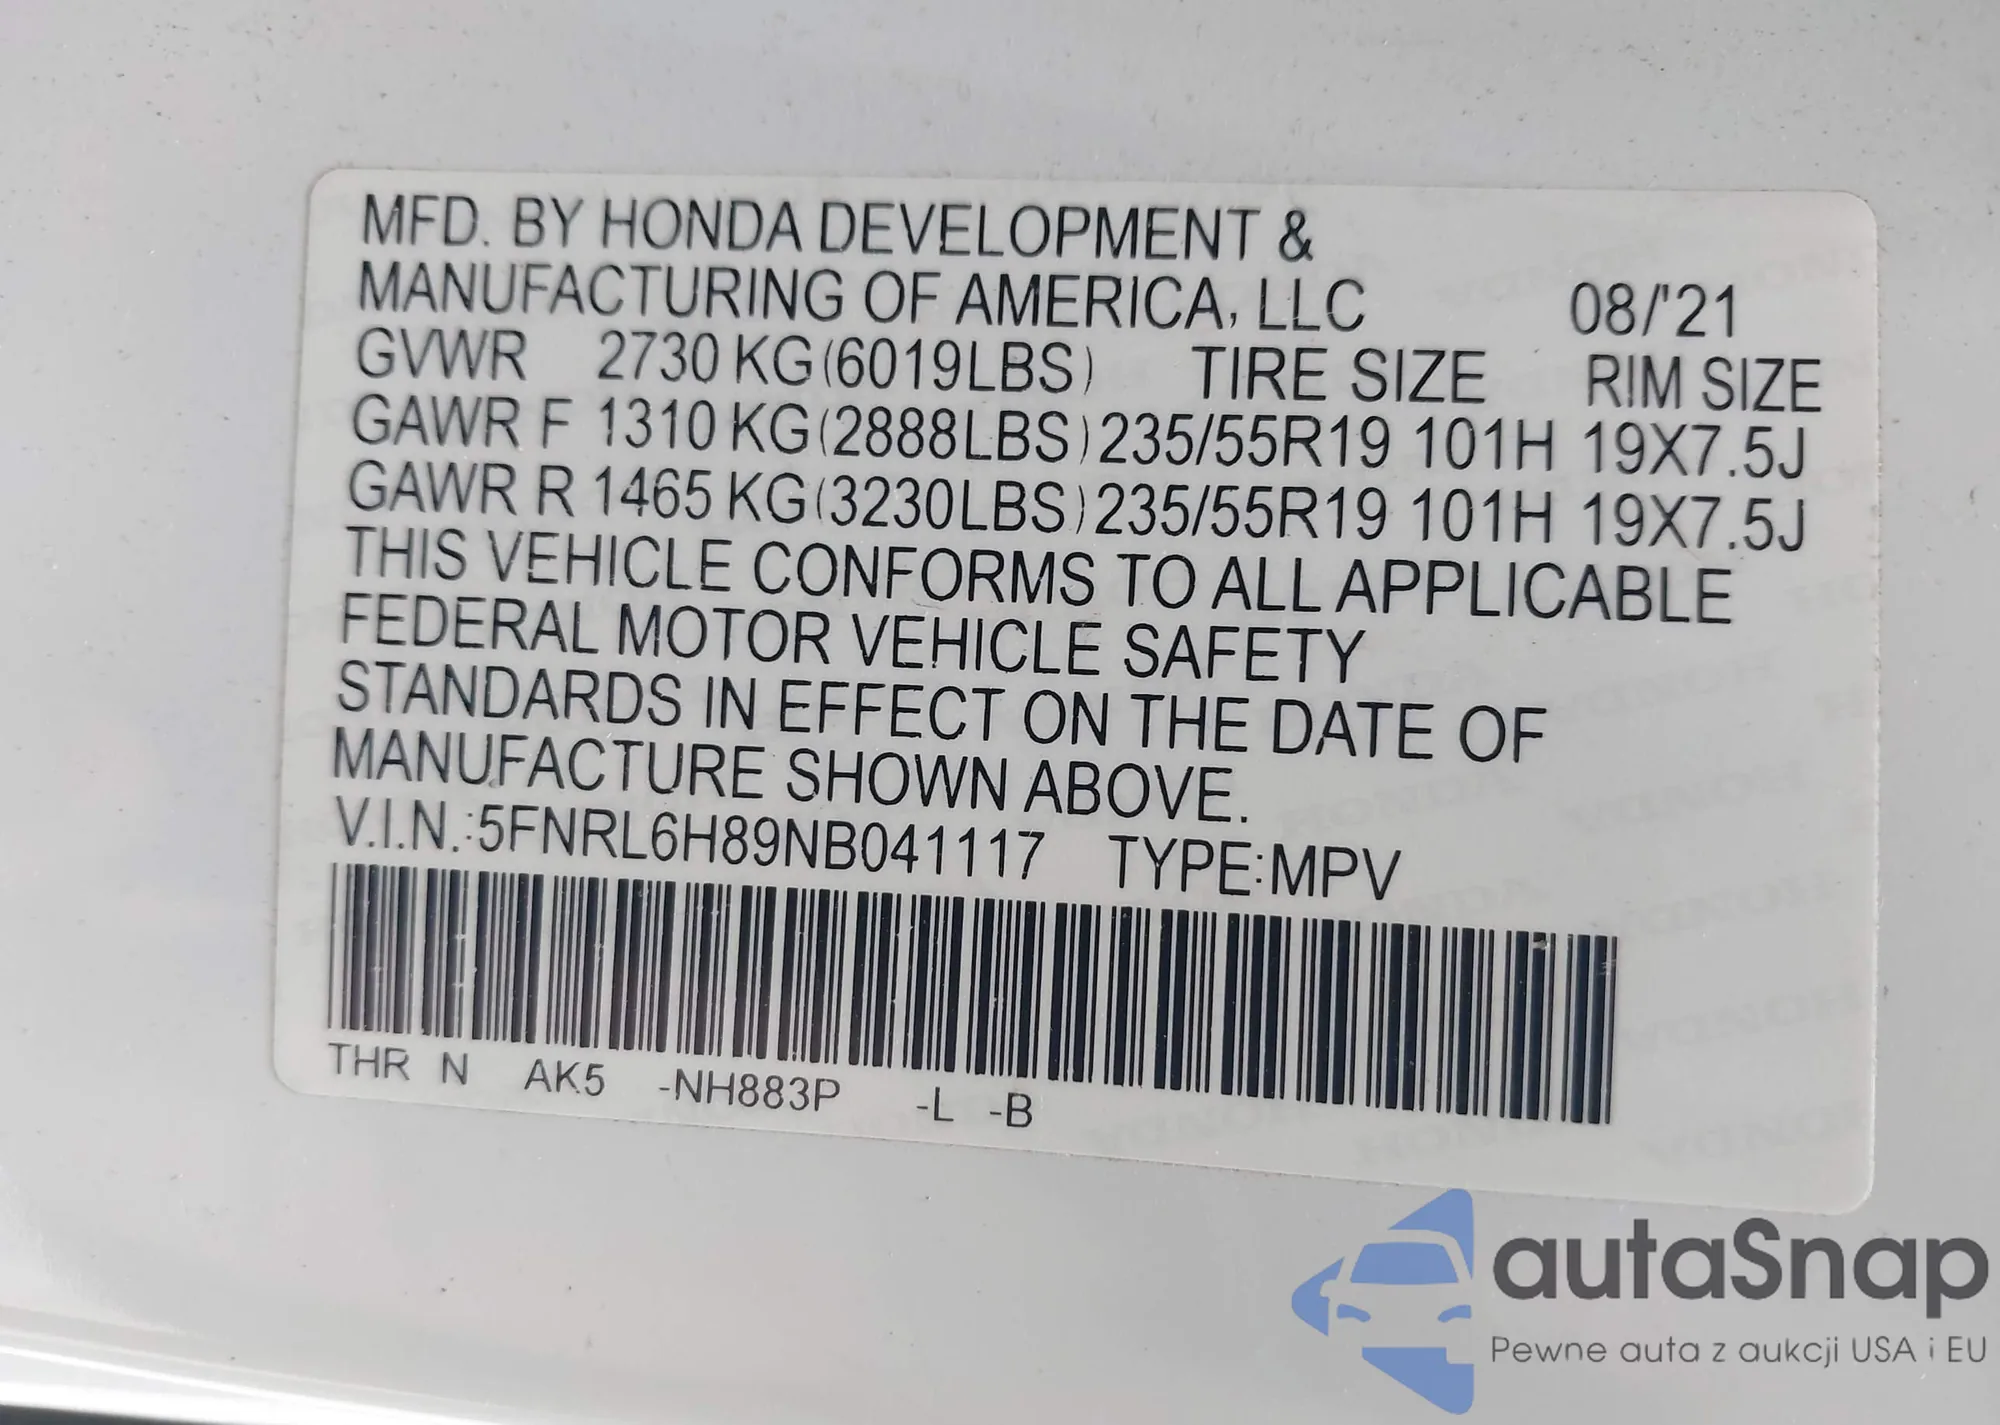 MFD. BY HONDA DEVELOPMENT &
MANUFACTURING OF AMERICA, LLC 08/'21
GVWR 2730 KG(6019LBS) TIRE SIZE RIM SIZE
GAWR F 1310 KG(2888LBS)235/55R19 101H 19X7.5J
GAWR R 1465 KG(3230LBS)235/55R19 101H 19X7.5J
THIS VEHICLE CONFORMS TO ALL APPLICABLE
FEDERAL MOTOR VEHICLE SAFETY
STANDARDS IN EFFECT ON THE DATE OF
MANUFACTURE SHOWN ABOVE.
V.I.N.:5FNRL6H89NB041117 TYPE:MPV
THR N AK5 -NH883P -L -B
autaSnap
Pewne auta z aukcji USA i EU